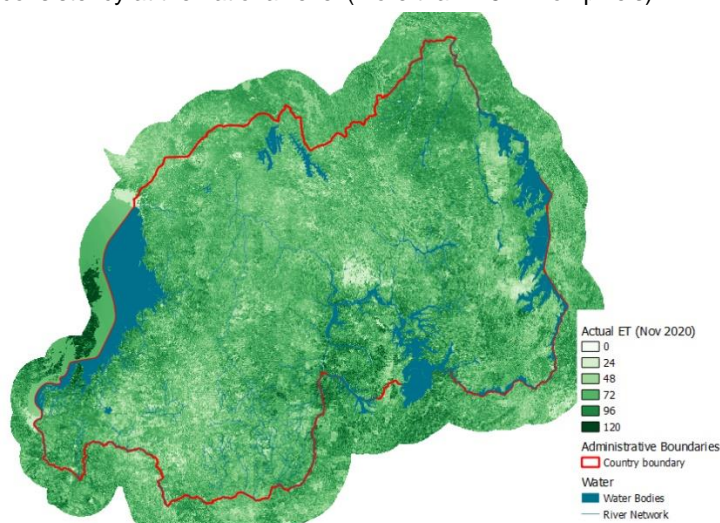 Actual ET (Nov 2020)
0
24
48
72
96
120
Administrative Boundaries
Country boundary
Water
Water Bodies
River Network